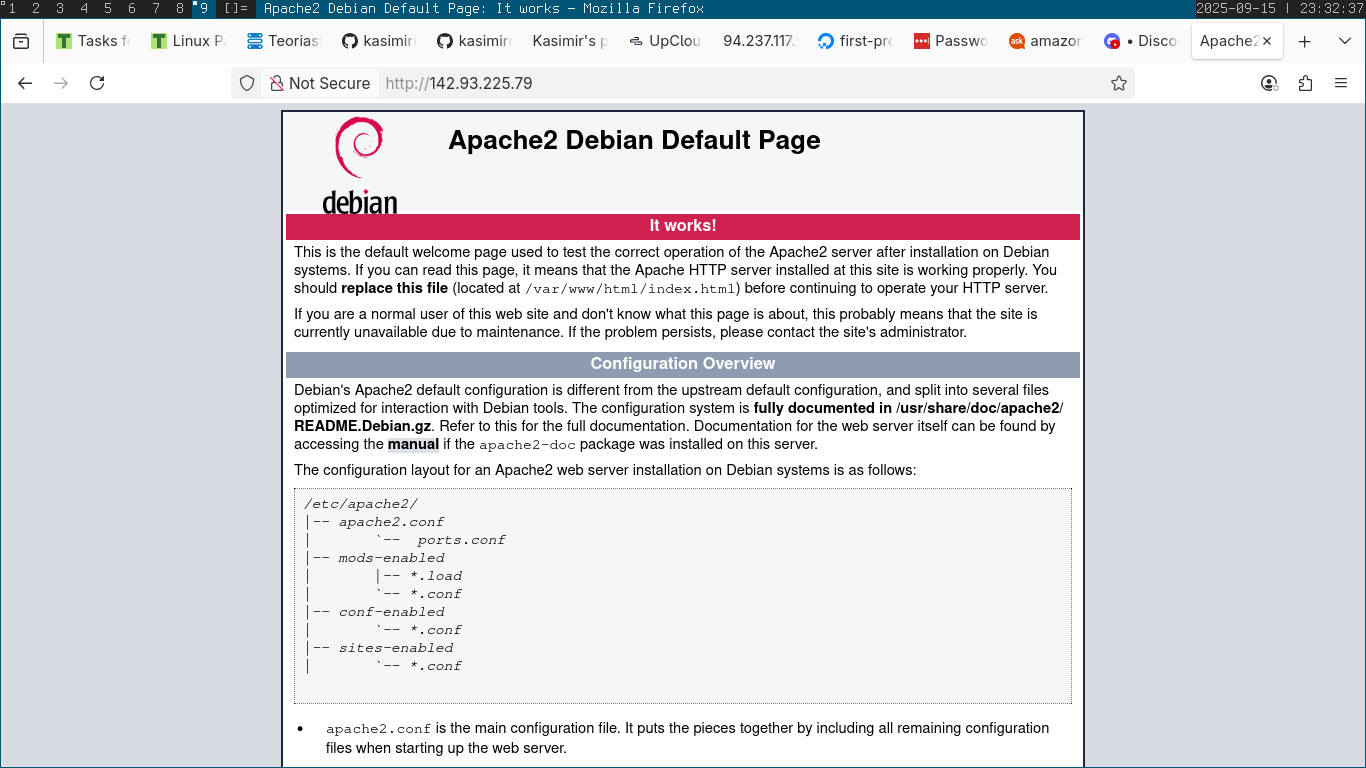 1 2 3 4 5 6 7 8 9 []= Apache2 Debian Default Page: It works — Mozilla Firefox 2025-09-15 | 23:32:37
Tasks f Linux P Teorias kasimir kasimir Kasimir's p UpClou 94.237.117. first-pr Passwo amazor • Disco Apache2
Not Secure http://142.93.225.79
debian
Apache2 Debian Default Page
It works!
This is the default welcome page used to test the correct operation of the Apache2 server after installation on Debian
systems. If you can read this page, it means that the Apache HTTP server installed at this site is working properly. You
should replace this file (located at /var/www/html/index.html) before continuing to operate your HTTP server.
If you are a normal user of this web site and don't know what this page is about, this probably means that the site is
currently unavailable due to maintenance. If the problem persists, please contact the site's administrator.
Configuration Overview
Debian's Apache2 default configuration is different from the upstream default configuration, and split into several files
optimized for interaction with Debian tools. The configuration system is fully documented in /usr/share/doc/apache2/
README.Debian.gz. Refer to this for the full documentation. Documentation for the web server itself can be found by
accessing the manual if the apache2-doc package was installed on this server.
The configuration layout for an Apache2 web server installation on Debian systems is as follows:
/etc/apache2/
|-- apache2.conf
|       `--  ports.conf
|-- mods-enabled
|       |-- *.load
|       `-- *.conf
|-- conf-enabled
|       `-- *.conf
|-- sites-enabled
|       `-- *.conf
• apache2.conf is the main configuration file. It puts the pieces together by including all remaining configuration
files when starting up the web server.